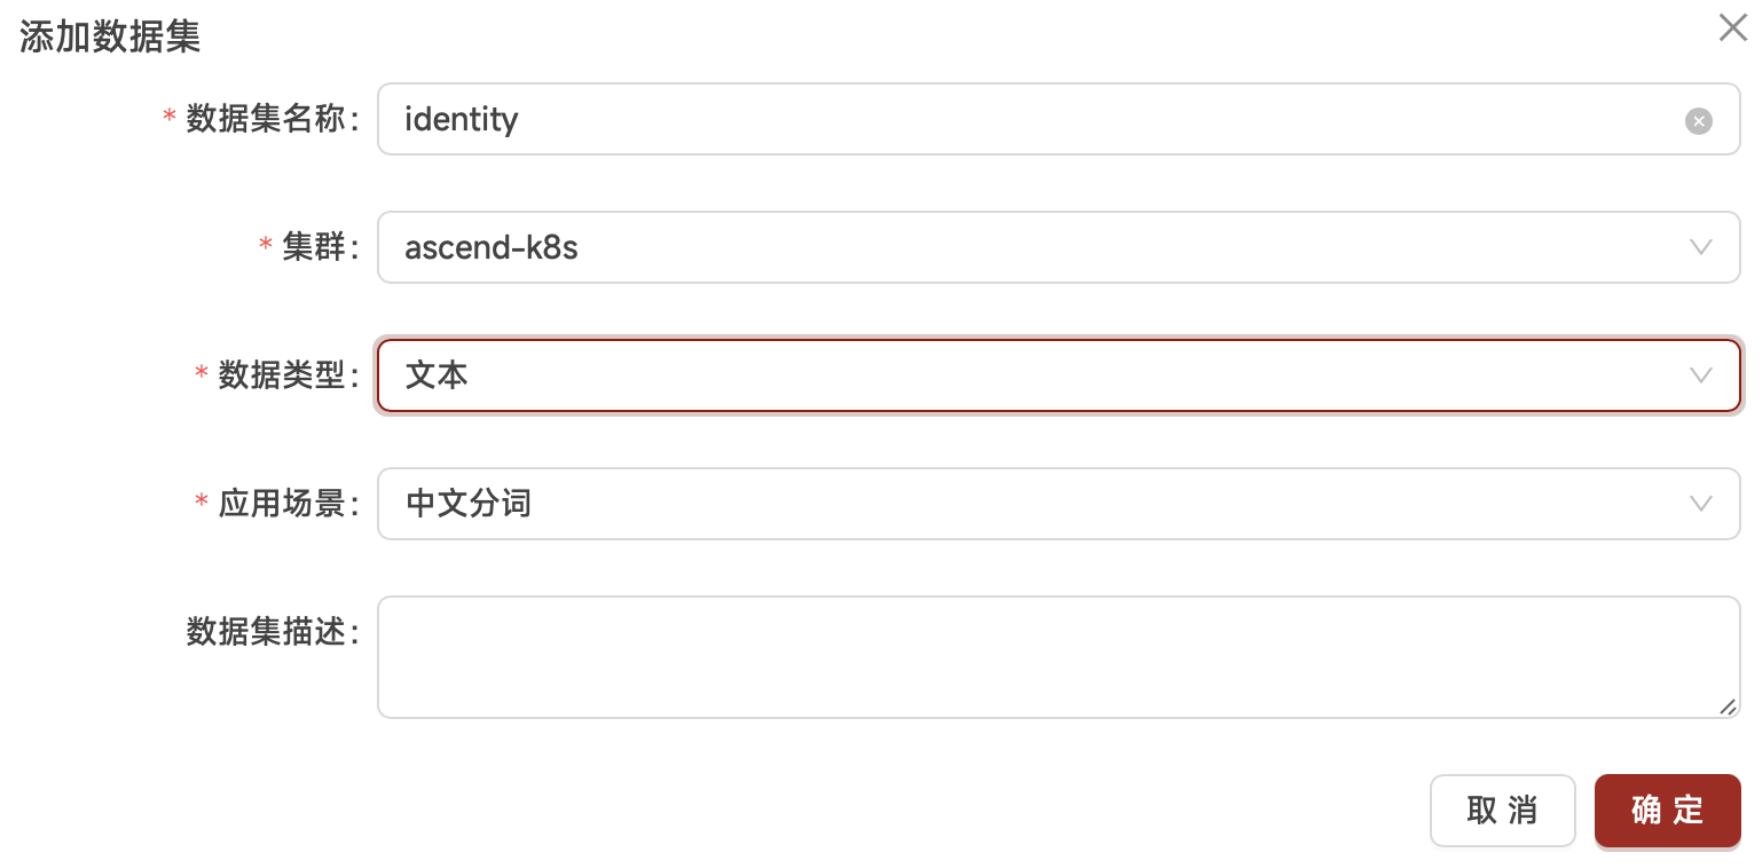 添加数据集
* 数据集名称: identity
* 集群: ascend-k8s
* 数据类型: 文本
* 应用场景: 中文分词
数据集描述:
取 消 确 定